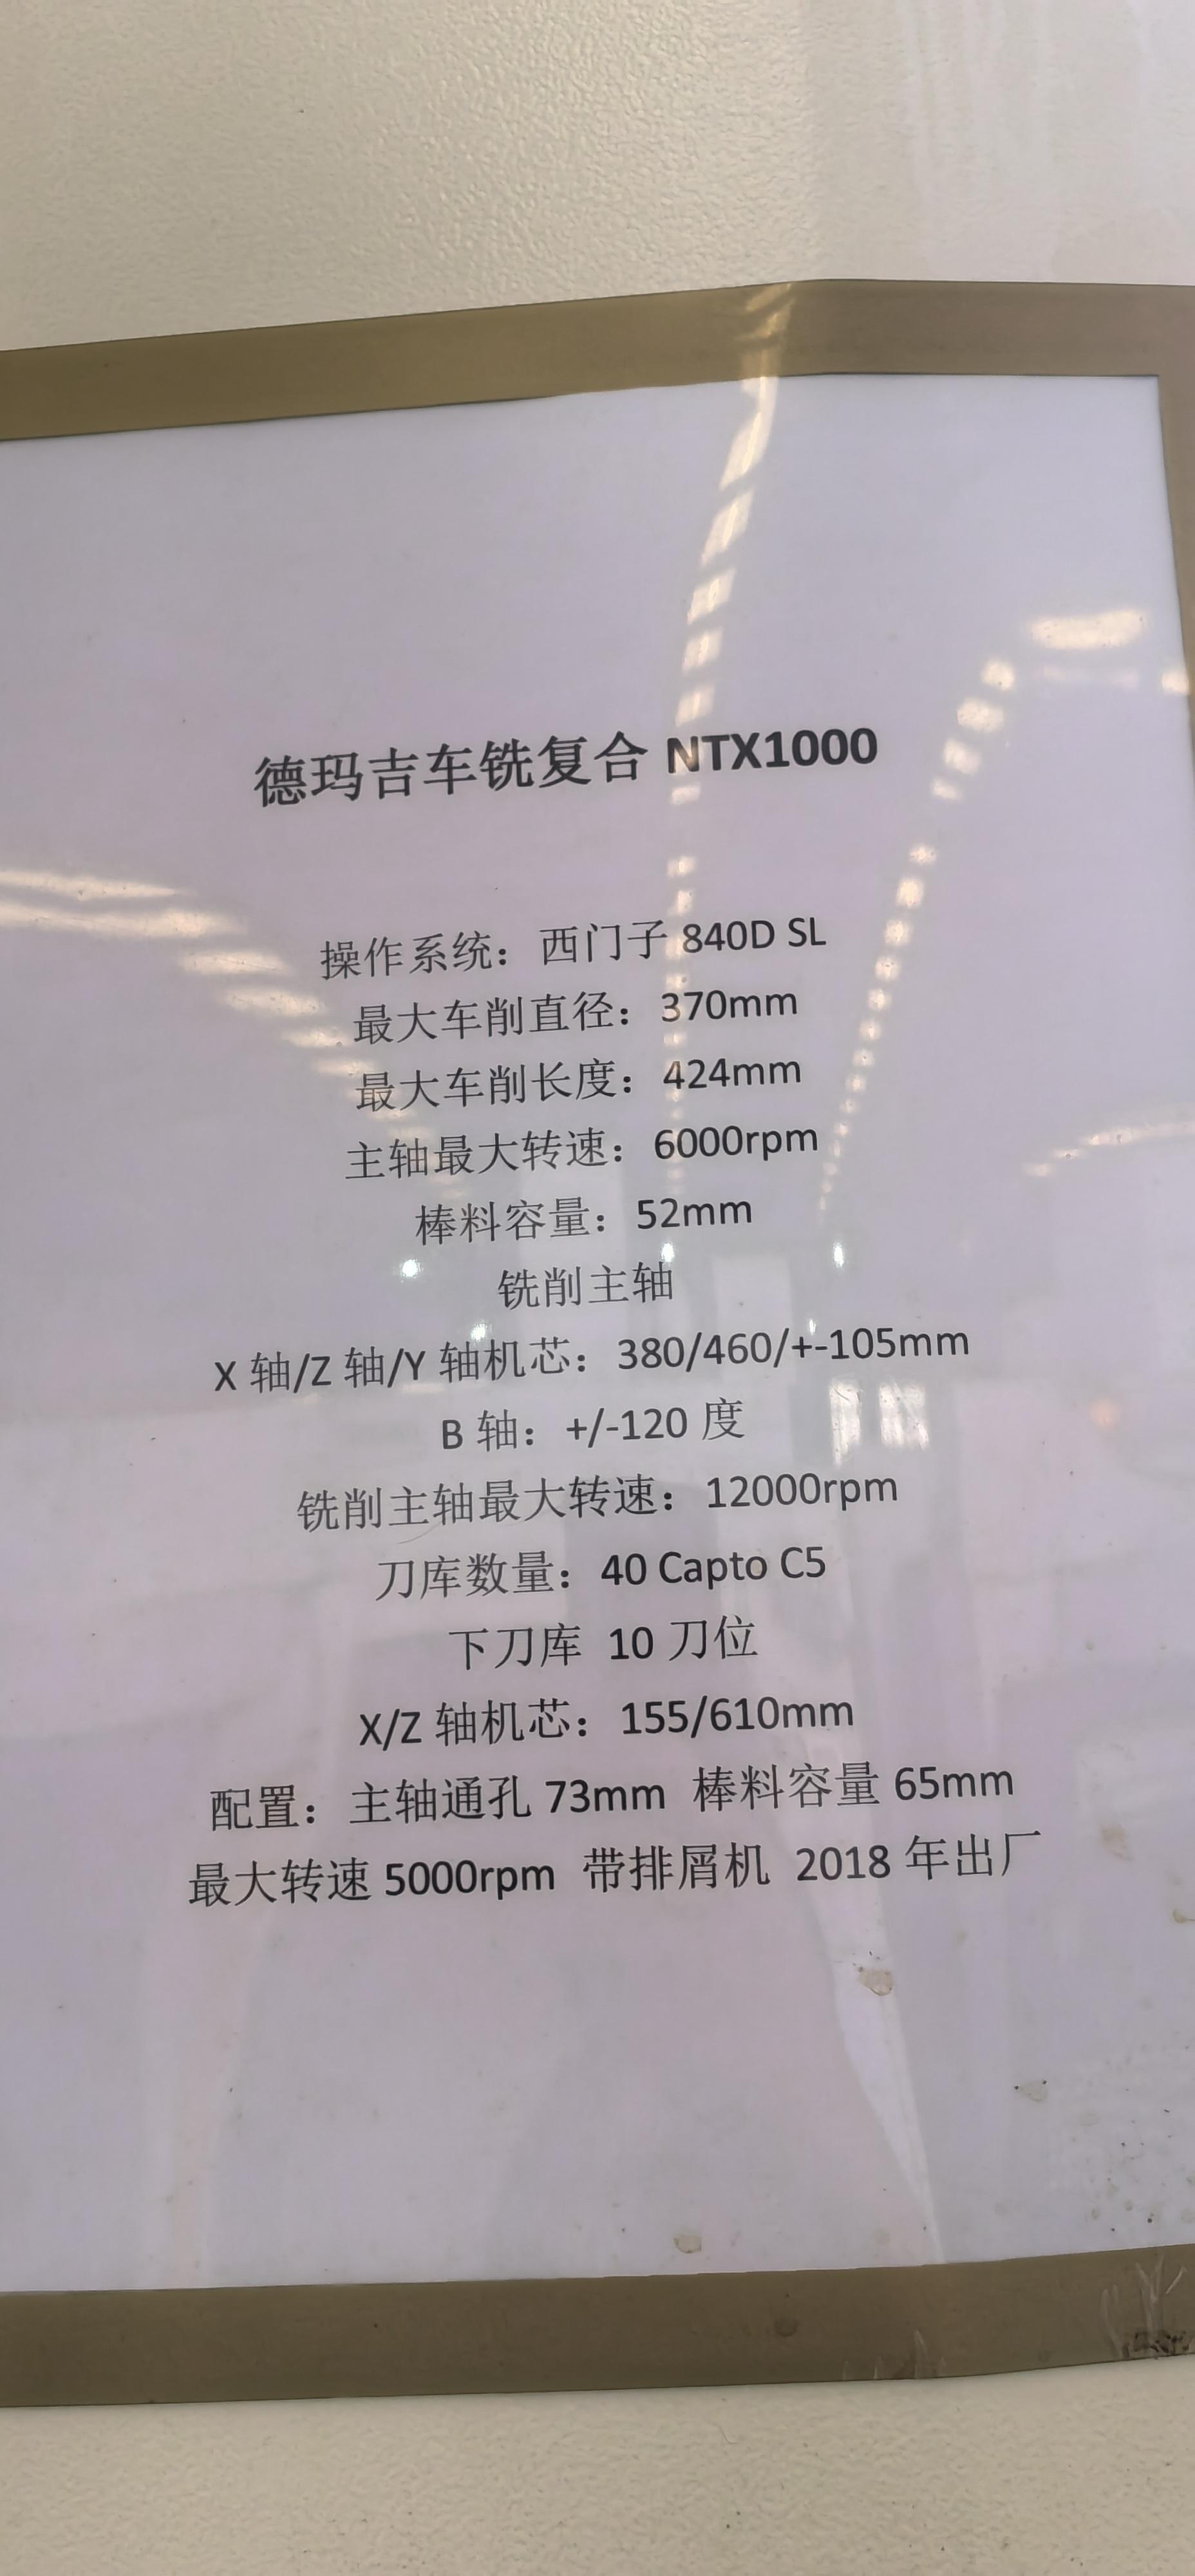 德玛吉车铣复合 NTX1000
操作系统：西门子 840D SL
最大车削直径：370mm
最大车削长度：424mm
主轴最大转速：6000rpm
棒料容量：52mm
铣削主轴
X 轴/Z 轴/Y 轴机芯：380/460/+-105mm
B 轴：+/-120 度
铣削主轴最大转速：12000rpm
刀库数量：40 Capto C5
下刀库 10 刀位
X/Z 轴机芯：155/610mm
配置：主轴通孔 73mm 棒料容量 65mm
最大转速 5000rpm 带排屑机 2018 年出厂